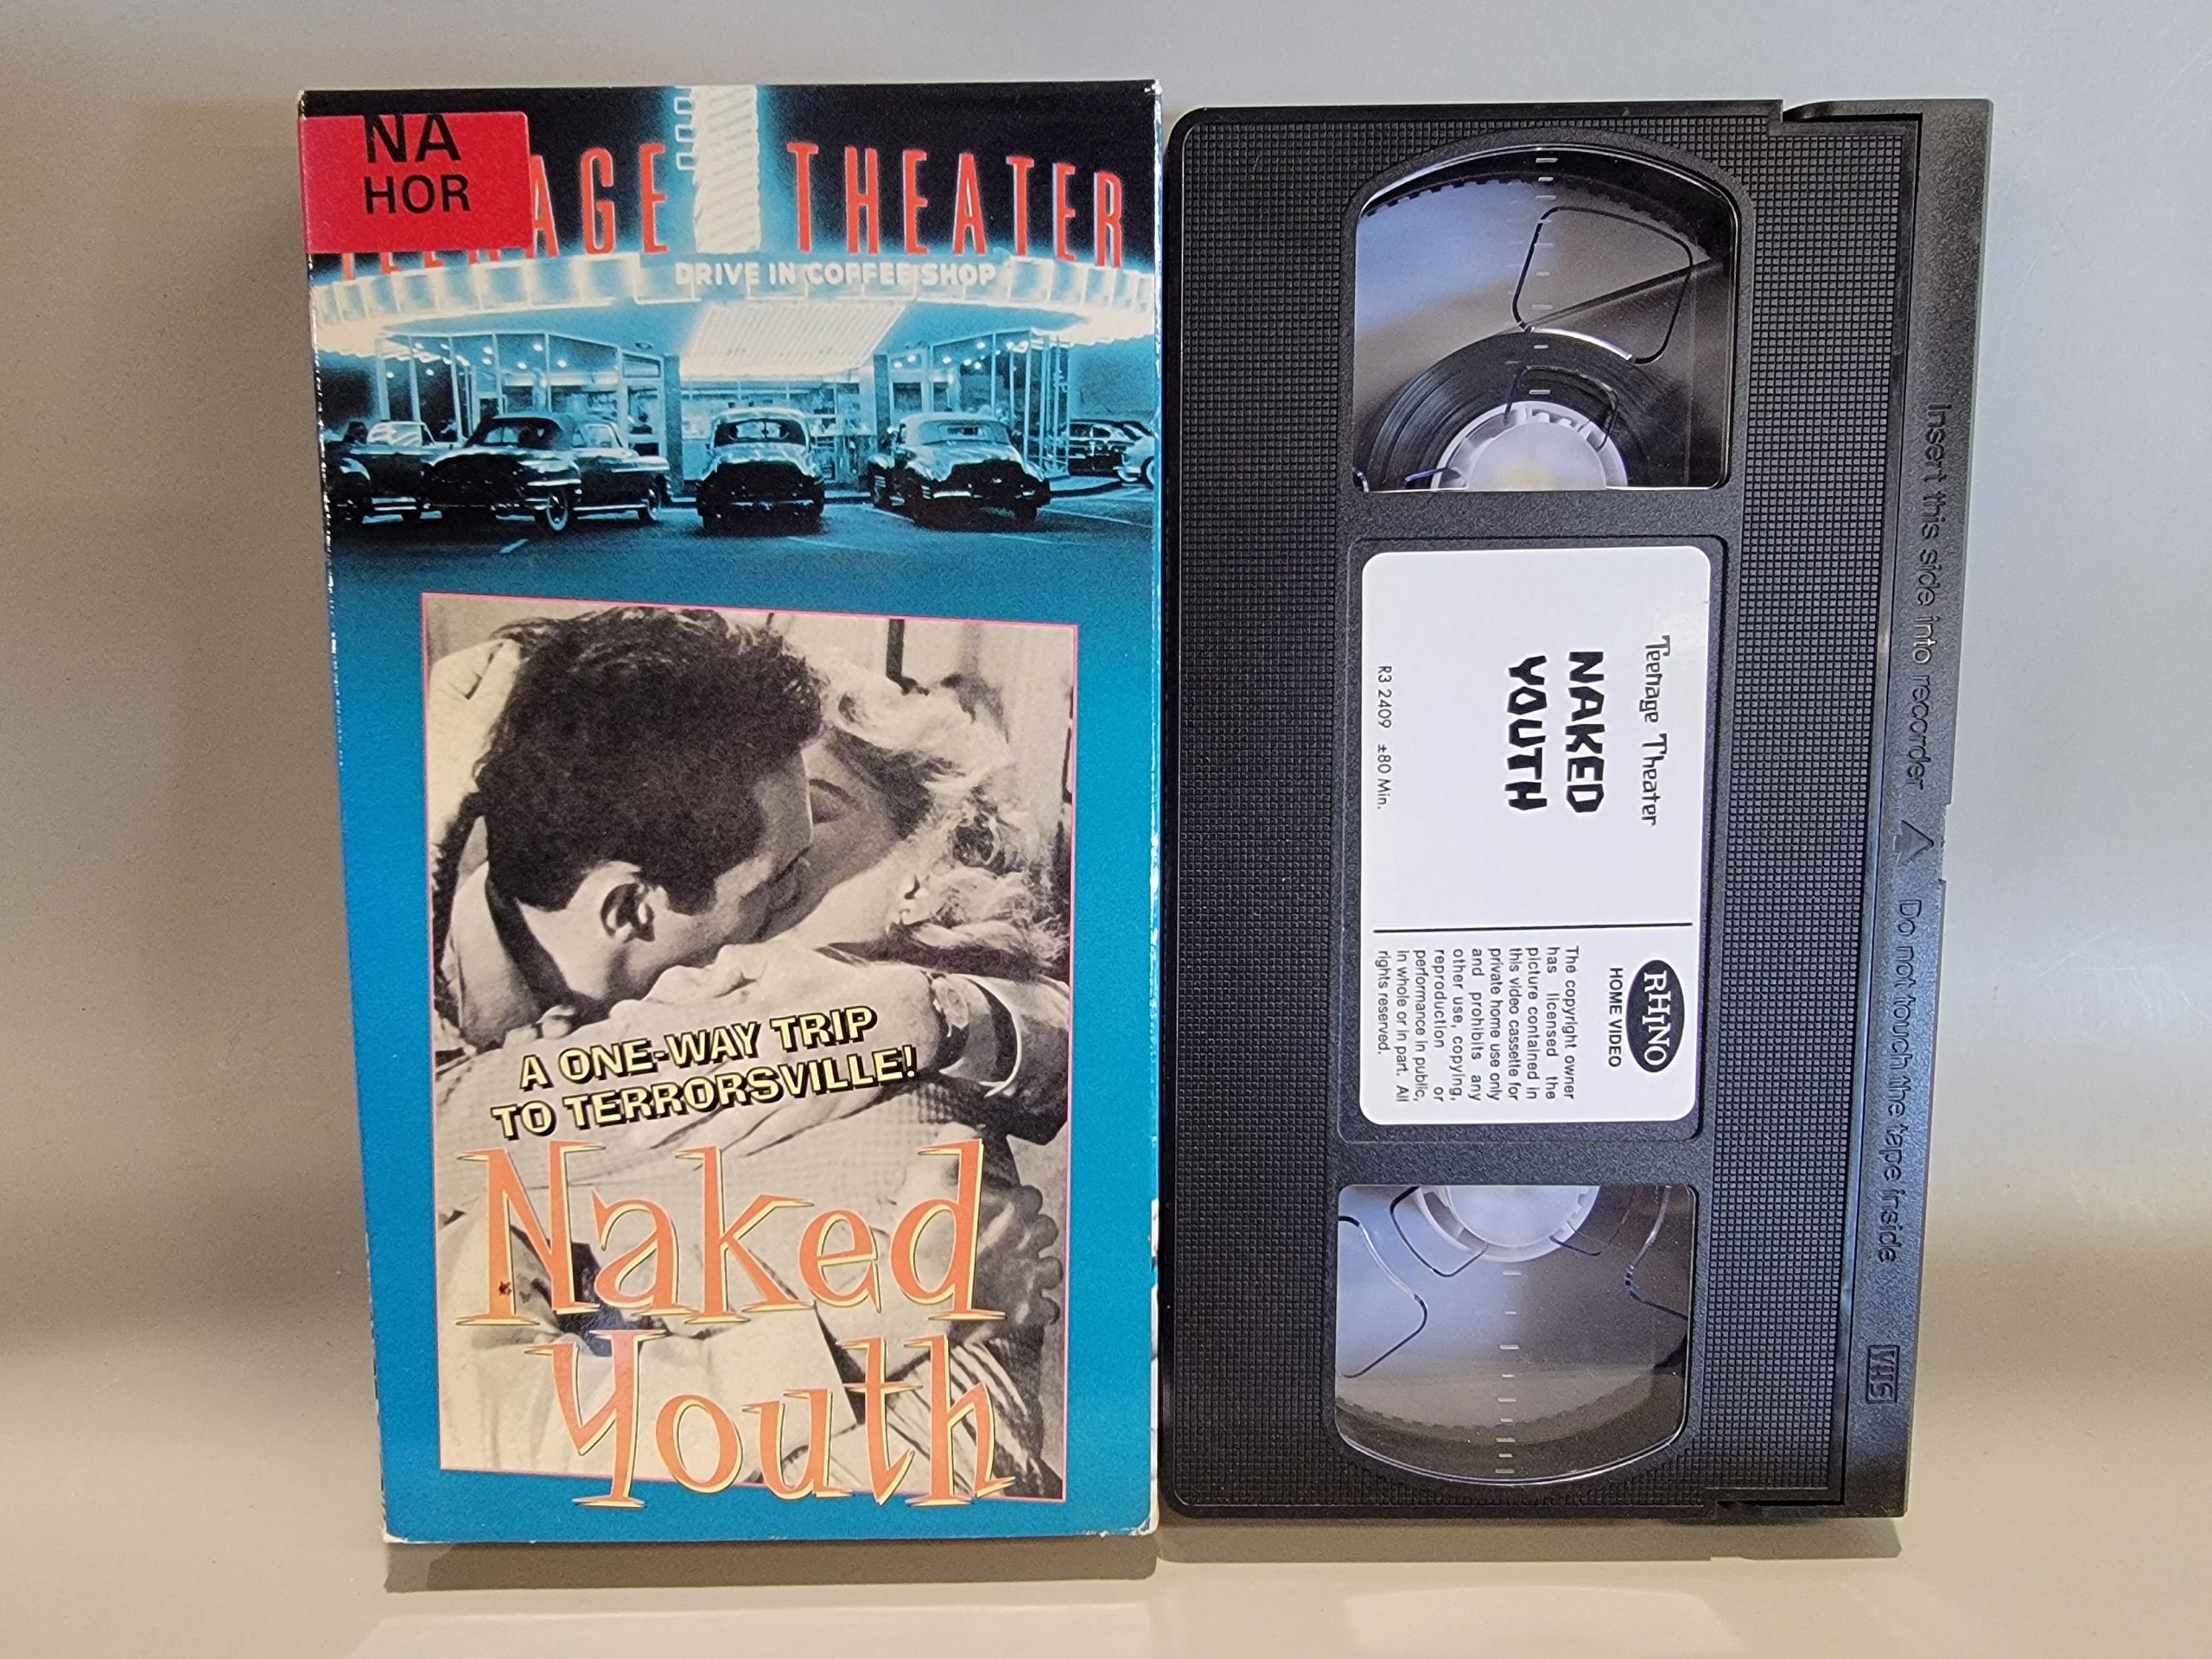 NA
HOR
TEENAGE THEATER
DRIVE IN COFFEE SHOP
A ONE-WAY TRIP
TO TERRORSVILLE!
Naked
Youth
Teenage Theater
NAKED
YOUTH
R3 2409 ±80 Min.
RHINO
HOME VIDEO
The copyright owner
has licensed the
picture contained in
this video cassette for
private home use only
and prohibits any
other use, copying,
reproduction or
performance in public,
in whole or in part. All
rights reserved.
Insert this side into recorder
Do not touch the tape inside
VHS